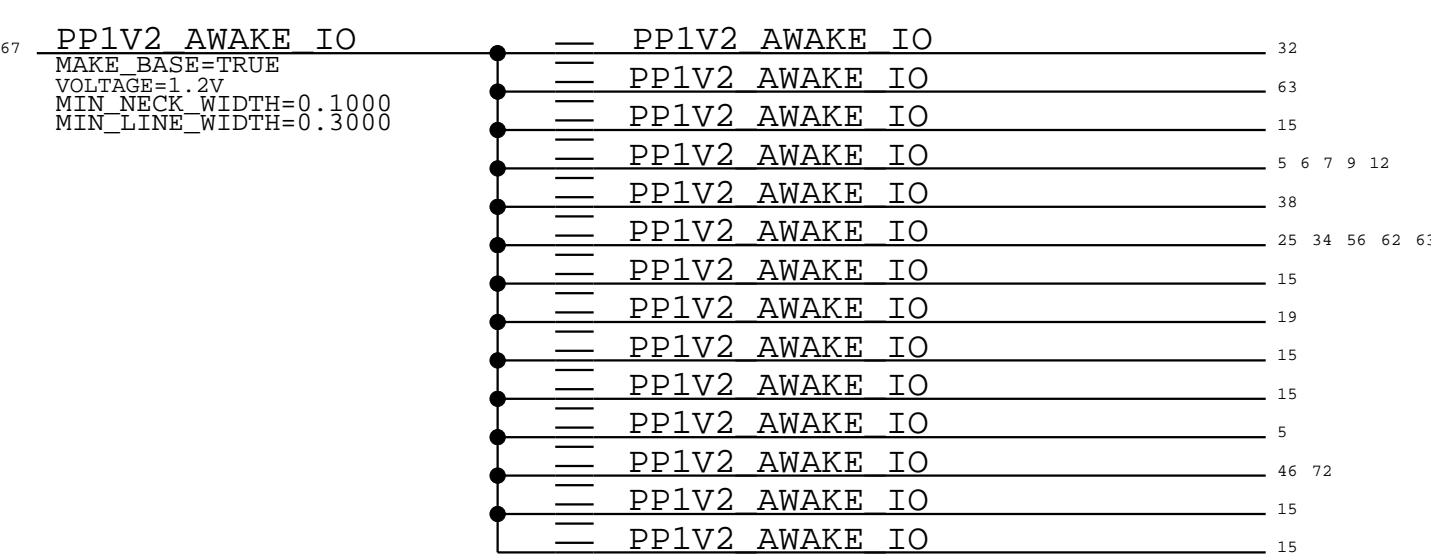 67 PP1V2_AWAKE_IO PP1V2_AWAKE_IO 32
MAKE_BASE=TRUE
VOLTAGE=1.2V
MIN_NECK_WIDTH=0.1000
MIN_LINE_WIDTH=0.3000
PP1V2_AWAKE_IO 63
PP1V2_AWAKE_IO 15
PP1V2_AWAKE_IO 5 6 7 9 12
PP1V2_AWAKE_IO 38
PP1V2_AWAKE_IO 25 34 56 62 63
PP1V2_AWAKE_IO 15
PP1V2_AWAKE_IO 19
PP1V2_AWAKE_IO 15
PP1V2_AWAKE_IO 15
PP1V2_AWAKE_IO 5
PP1V2_AWAKE_IO 46 72
PP1V2_AWAKE_IO 15
PP1V2_AWAKE_IO 15